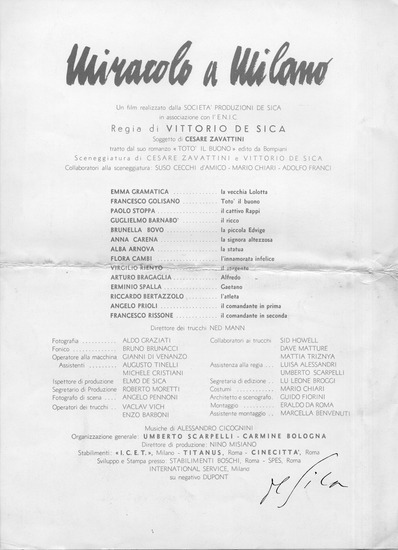 Miracolo a Milano
Un film realizzato dalla SOCIETA' PRODUZIONI DE SICA
in associazione con l'E.N.I.C.
Regia di VITTORIO DE SICA
Soggetto di CESARE ZAVATTINI
tratto dal suo romanzo « TOTO' IL BUONO » edito da Bompiani
Sceneggiatura di CESARE ZAVATTINI e VITTORIO DE SICA
Collaboratori alla sceneggiatura: SUSO CECCHI d'AMICO - MARIO CHIARI - ADOLFO FRANCI
EMMA GRAMATICA . . . . . . . . . . la vecchia Lolotta
FRANCESCO GOLISANO . . . . . . . Toto' il buono
PAOLO STOPPA . . . . . . . . . . . il cattivo Rappi
GUGLIELMO BARNABO' . . . . . . . il ricco
BRUNELLA BOVO . . . . . . . . . . la piccola Edvige
ANNA CARENA . . . . . . . . . . . la signora altezzosa
ALBA ARNOVA . . . . . . . . . . . la statua
FLORA CAMBI . . . . . . . . . . . l'innamorata infelice
VIRGILIO RIENTO . . . . . . . . . il sergente
ARTURO BRAGAGLIA . . . . . . . . Alfredo
ERMINIO SPALLA . . . . . . . . . . Gaetano
RICCARDO BERTAZZOLO . . . . . . l'atleta
ANGELO PRIOLI . . . . . . . . . . il comandante in prima
FRANCESCO RISSONE . . . . . . . il comandante in seconda
Direttore dei trucchi NED MANN
Fotografia . . . . . . . . ALDO GRAZIATI
Fonico . . . . . . . . . . BRUNO BRUNACCI
Operatore alla macchina GIANNI DI VENANZO
Assistenti . . . . . . . . AUGUSTO TINELLI
MICHELE CRISTIANI
Ispettore di produzione ELMO DE SICA
Segretario di Produzione ROBERTO MORETTI
Fotografo di scena . . . . ANGELO PENNONI
Operatori dei trucchi . . . VACLAV VICH
ENZO BARBONI
Collaboratori ai trucchi SID HOWELL
DAVE MATTURE
MATTIA TRIZNYA
Assistenza alla regia . . . LUISA ALESSANDRI
UMBERTO SCARPELLI
Segretaria di edizione . . LU LEONE BROGGI
Costumi . . . . . . . . . MARIO CHIARI
Architetto e scenografo . GUIDO FIORINI
Montaggio . . . . . . . . ERALDO DA ROMA
Assistente montaggio . . MARCELLA BENVENUTI
Musiche di ALESSANDRO CICOGNINI
Organizzazione generale: UMBERTO SCARPELLI - CARMINE BOLOGNA
Direttore di produzione: NINO MISIANO
Stabilimenti: « I.C.E.T. », Milano - TITANUS, Roma - CINECITTA', Roma
Sviluppo e Stampa presso: STABILIMENTI BOSCHI, Roma - SPES, Roma
INTERNATIONAL SERVICE, Milano
su negativo DUPONT
De Sica